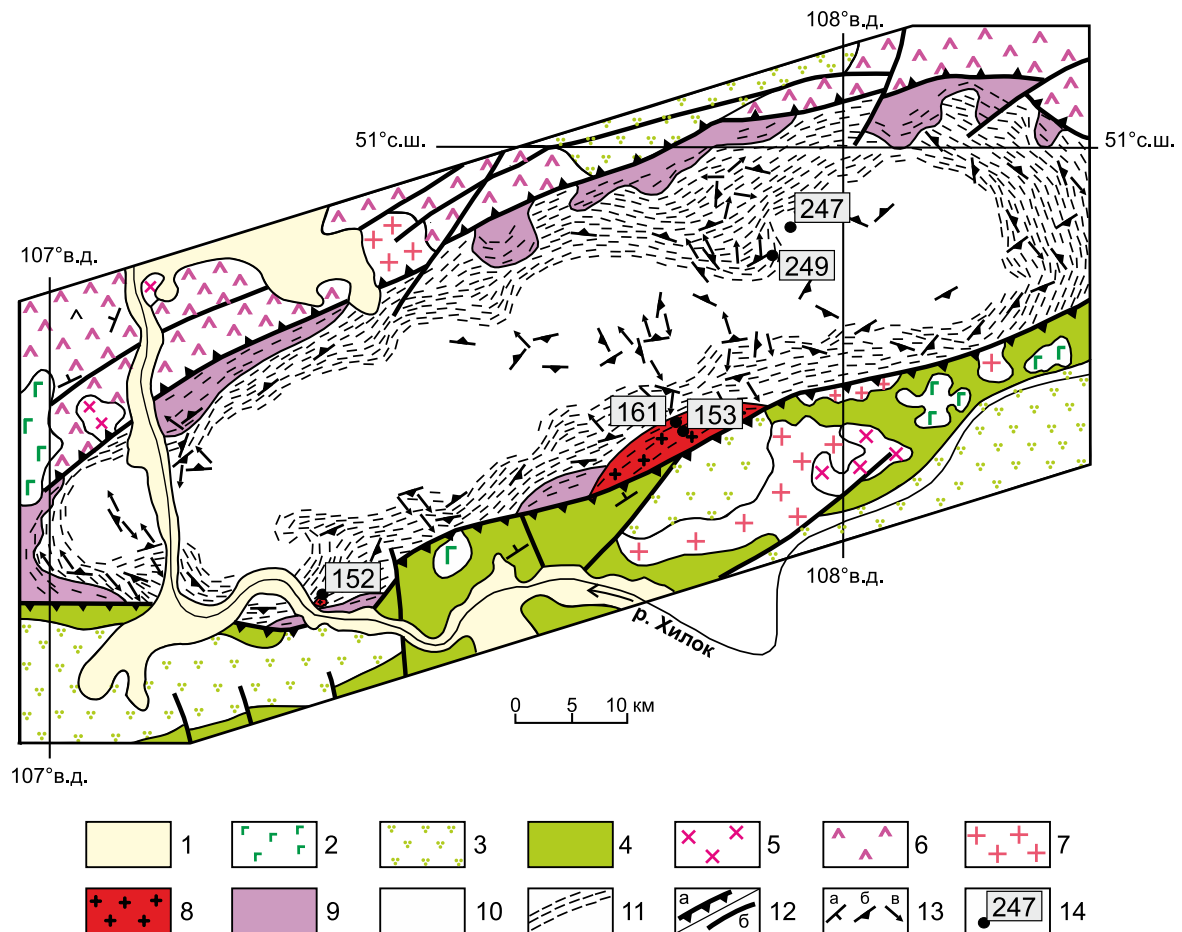 108°в.д.
51°с.ш.
51°с.ш.
247
107°в.д.
249
161
153
152
108°в.д.
р. Хилок
0 5 10 км
107°в.д.
1 2 3 4 5 6 7
8 9 10 11 а б 12 а б в 13 247 14